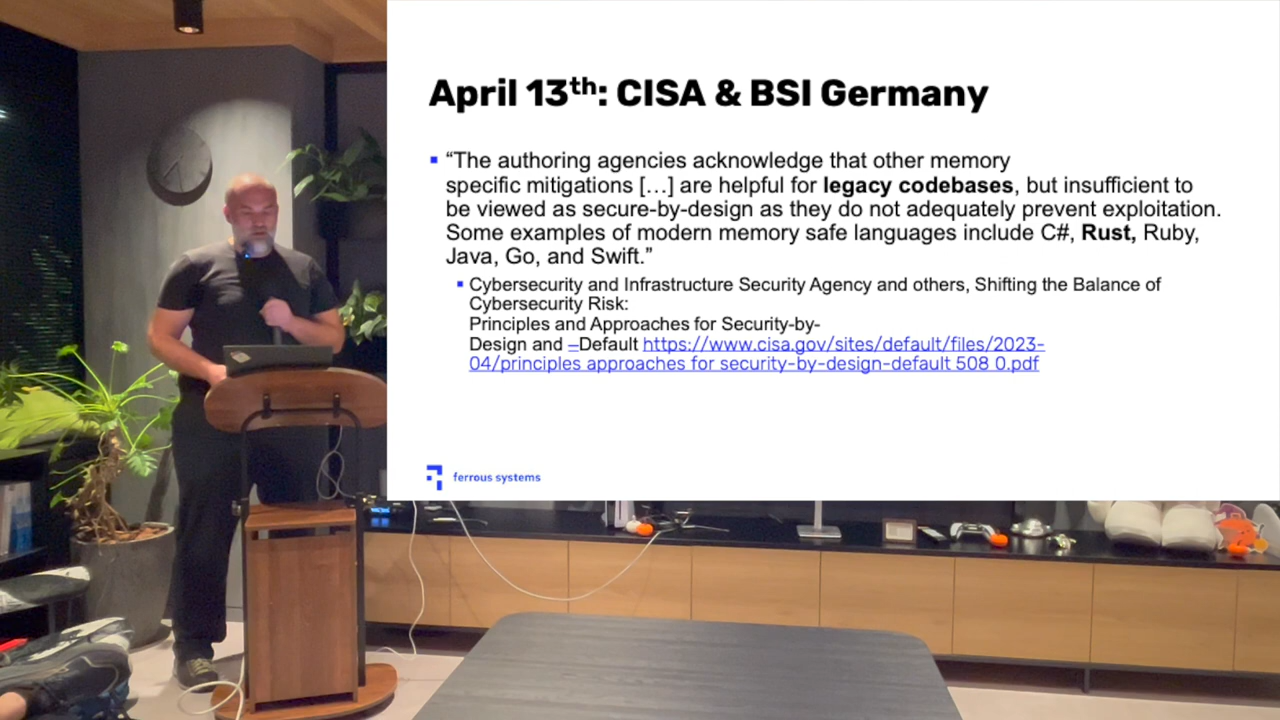 April 13th: CISA & BSI Germany
“The authoring agencies acknowledge that other memory
specific mitigations […] are helpful for legacy codebases, but insufficient to
be viewed as secure-by-design as they do not adequately prevent exploitation.
Some examples of modern memory safe languages include C#, Rust, Ruby,
Java, Go, and Swift.”
Cybersecurity and Infrastructure Security Agency and others, Shifting the Balance of
Cybersecurity Risk:
Principles and Approaches for Security-by-
Design and –Default https://www.cisa.gov/sites/default/files/2023-
04/principles approaches for security-by-design-default 508 0.pdf
ferrous systems